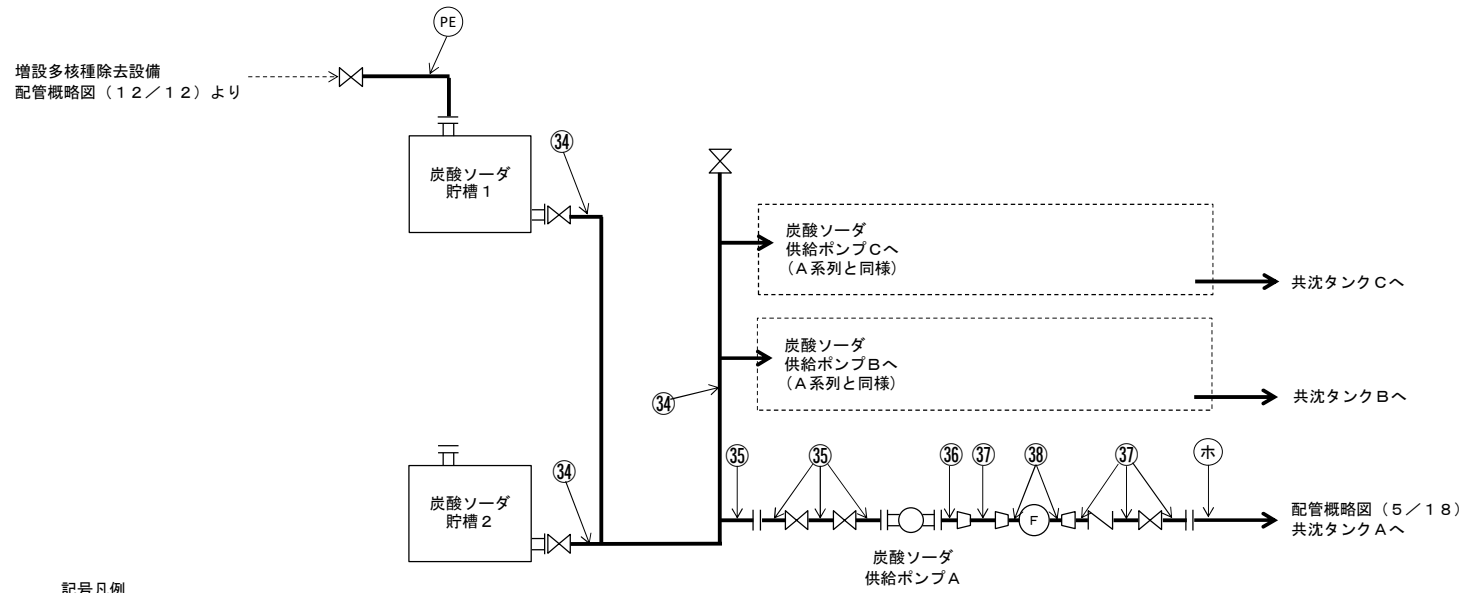 PE
増設多核種除去設備
配管概略図（１２／１２）より
炭酸ソーダ
貯槽１
㉞
炭酸ソーダ
供給ポンプＣへ
（Ａ系列と同様）
共沈タンクＣへ
炭酸ソーダ
供給ポンプＢへ
（Ａ系列と同様）
共沈タンクＢへ
㉞
㉟
㉟
㊱
㊲
㊳
㊲
ホ
㉞
炭酸ソーダ
貯槽２
F
配管概略図（５／１８）
共沈タンクＡへ
炭酸ソーダ
供給ポンプＡ
記号凡例